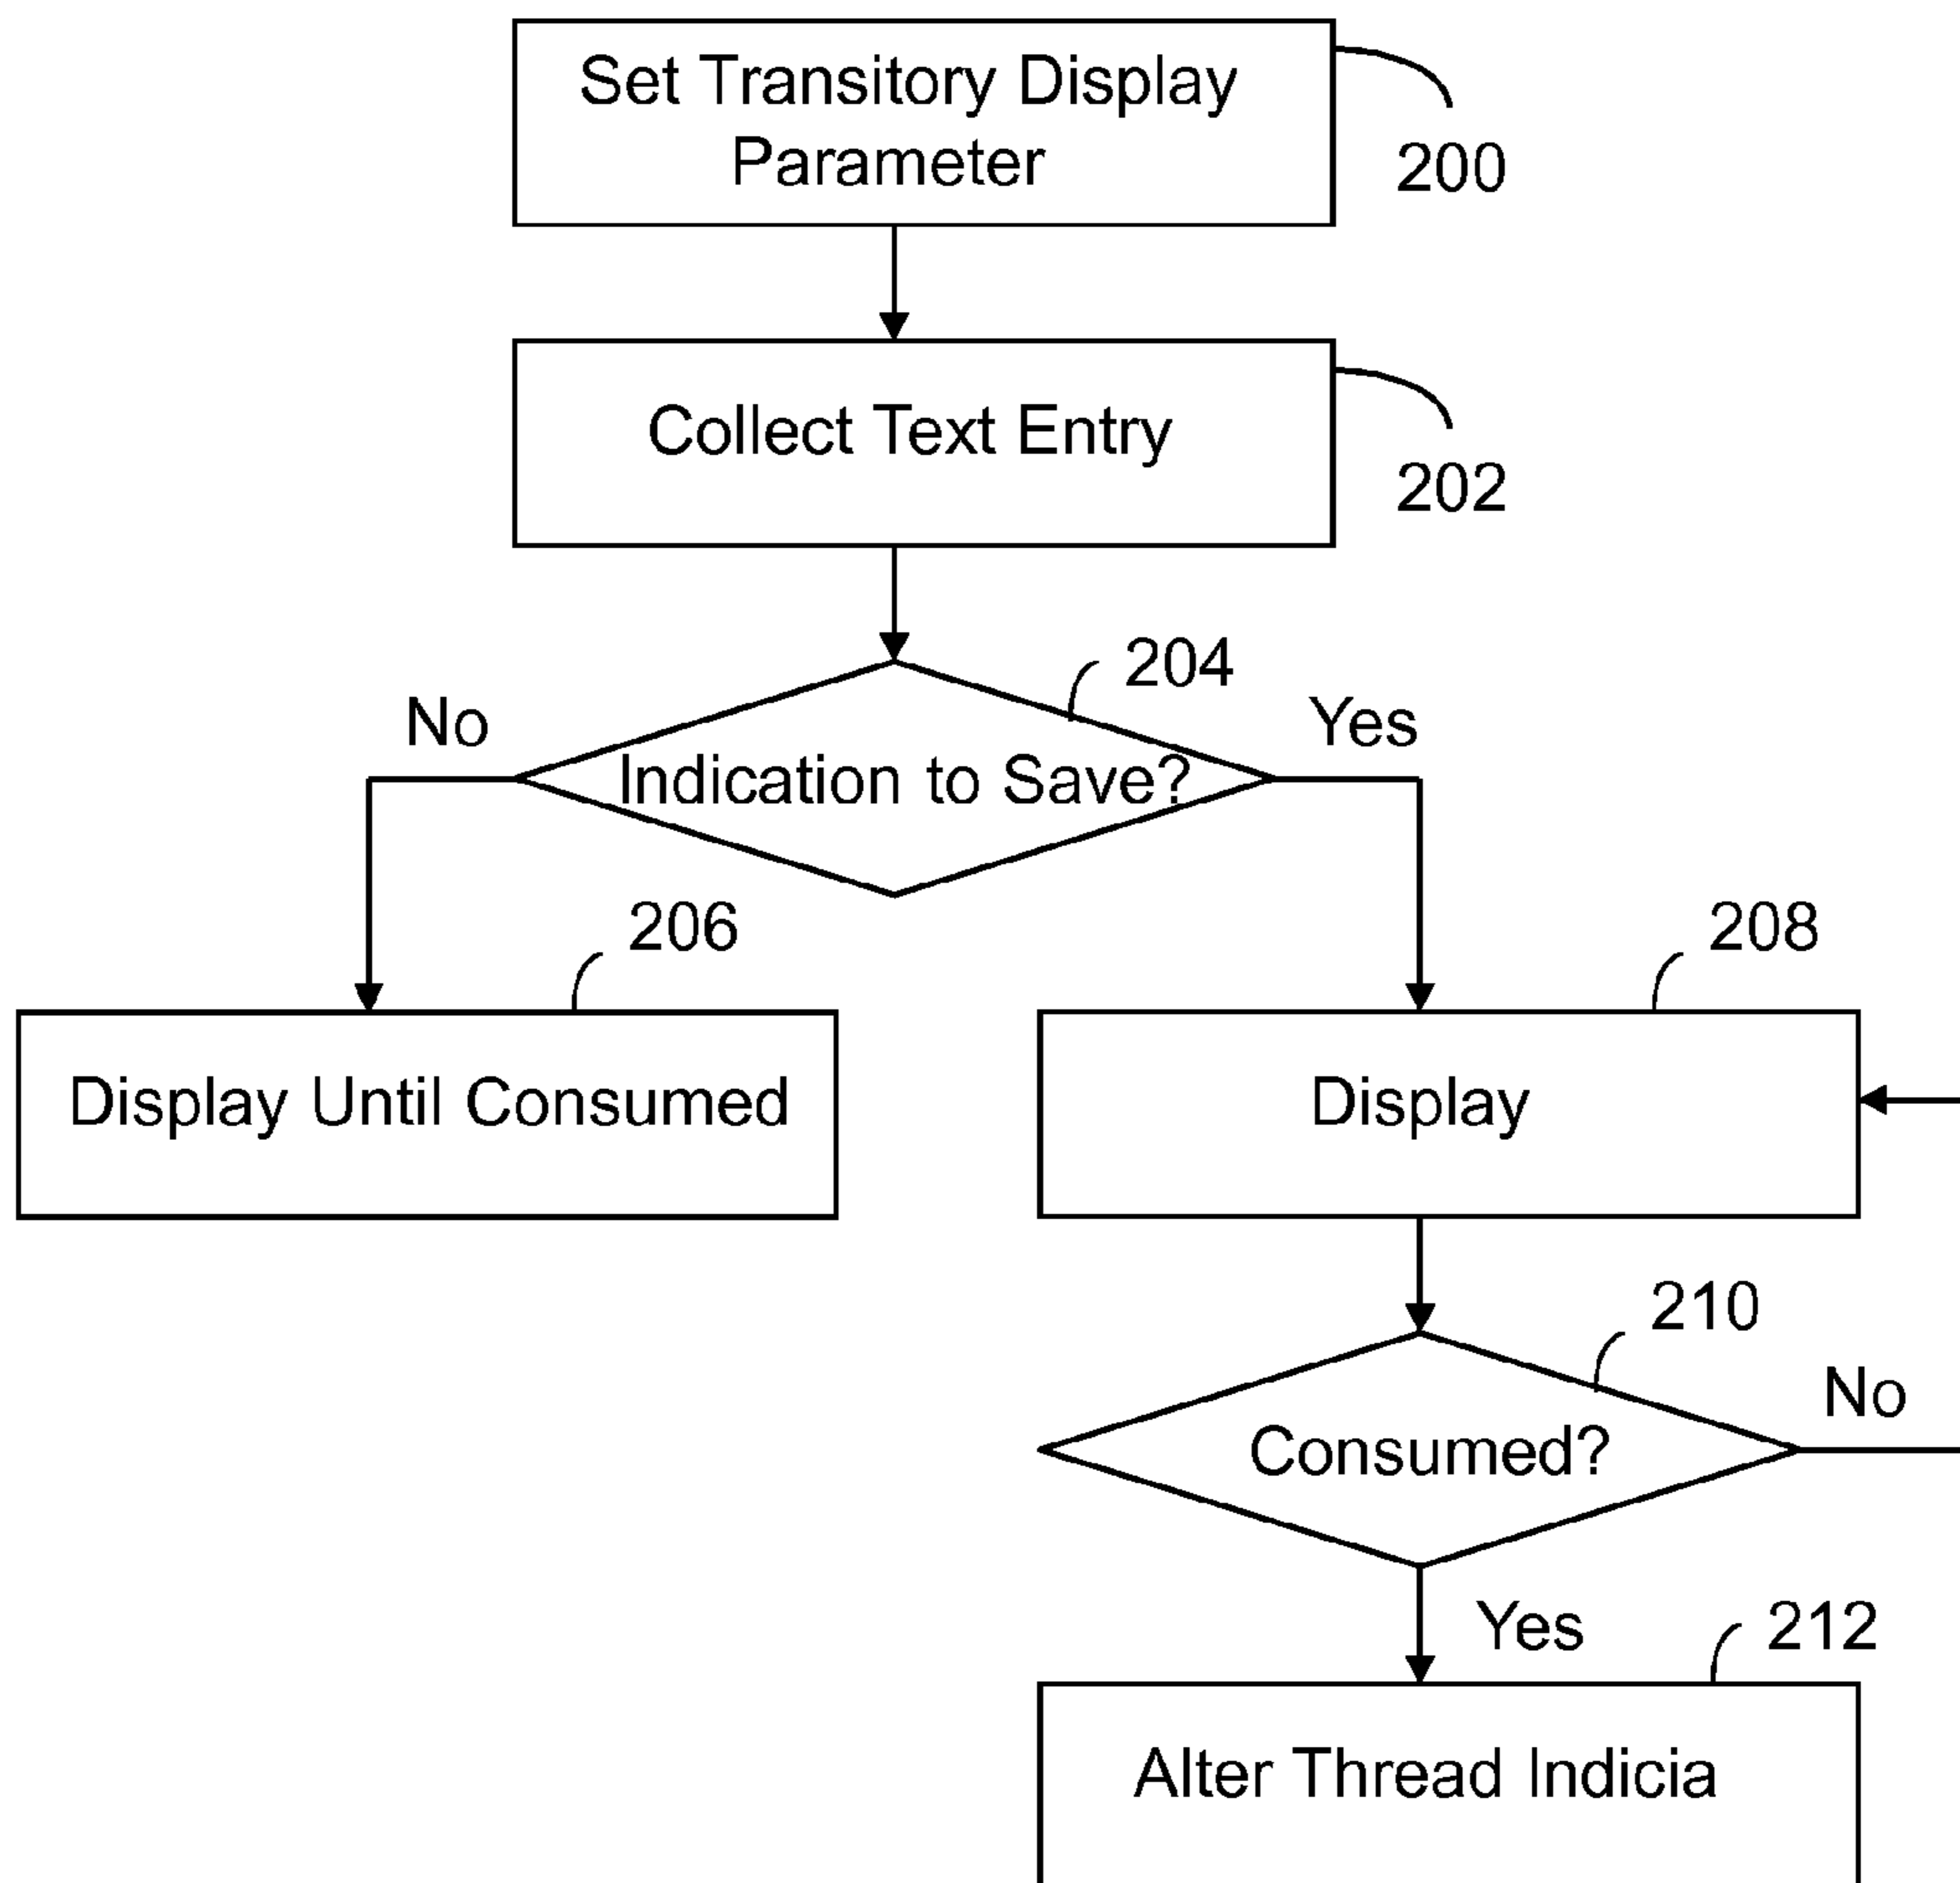 Set Transitory Display
Parameter
200
Collect Text Entry
202
204
No
Yes
Indication to Save?
206
208
Display Until Consumed
Display
210
No
Consumed?
Yes
212
Alter Thread Indicia